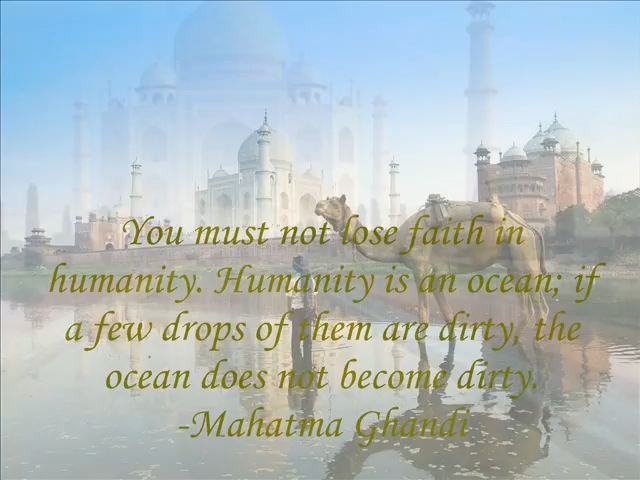 You must not lose faith in
humanity. Humanity is an ocean; if
a few drops of them are dirty, the
ocean does not become dirty.
-Mahatma Ghandi